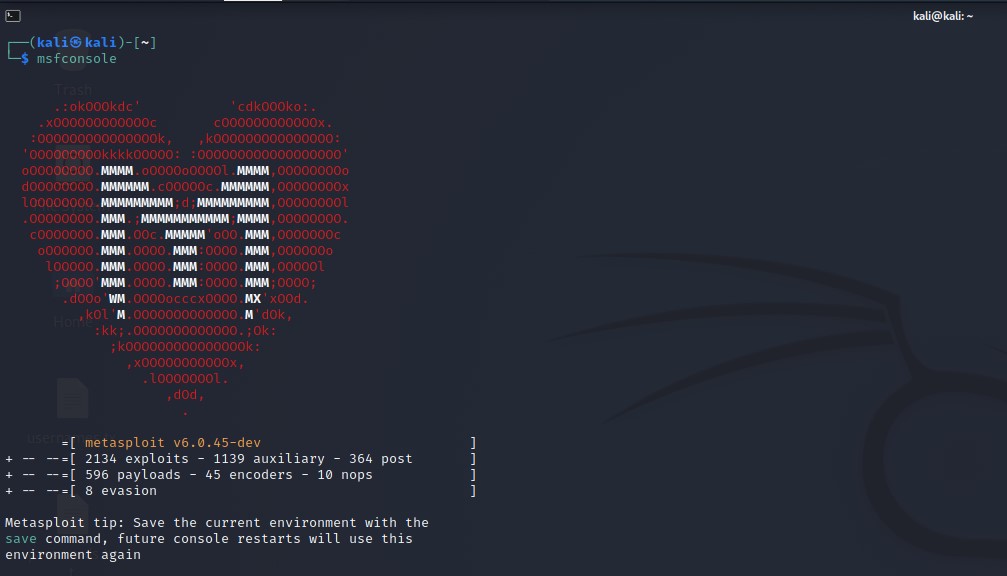 kali@kali: ~
┌──(kali㉿kali)-[~]
└─$ msfconsole
Trash
.:okOOOkdc'           'cdkOOOko:.
.xOOOOOOOOOOOOc       cOOOOOOOOOOOOx.
:OOOOOOOOOOOOOOOk,   ,kOOOOOOOOOOOOOOO:
'OOOOOOOOOkkkkOOOOO: :OOOOOOOOOOOOOOOOOO'
oOOOOOOOO.MMMM.oOOOOoOOOOl.MMMM,OOOOOOOOo
dOOOOOOOO.MMMMMM.cOOOOOc.MMMMMM,OOOOOOOOx
lOOOOOOOO.MMMMMMMMM;d;MMMMMMMMM,OOOOOOOOl
.OOOOOOOO.MMM.;MMMMMMMMMMM;MMMM,OOOOOOOO.
cOOOOOOO.MMM.OOc.MMMMM'oOO.MMM,OOOOOOOc
oOOOOOO.MMM.OOOO.MMM:OOOO.MMM,OOOOOOo
lOOOOO.MMM.OOOO.MMM:OOOO.MMM,OOOOOl
;OOOO'MMM.OOOO.MMM:OOOO.MMM;OOOO;
.dOOo'WM.OOOOocccxOOOO.MX'xOOd.
Home
,kOl'M.OOOOOOOOOOOOO.M'dOk,
:kk;.OOOOOOOOOOOOO.;Ok:
;kOOOOOOOOOOOOOOOk:
,xOOOOOOOOOOOx,
.lOOOOOOOl.
,dOd,
.
=[ metasploit v6.0.45-dev                          ]
+ -- --=[ 2134 exploits - 1139 auxiliary - 364 post       ]
+ -- --=[ 596 payloads - 45 encoders - 10 nops            ]
+ -- --=[ 8 evasion                                       ]
Metasploit tip: Save the current environment with the
save command, future console restarts will use this
environment again